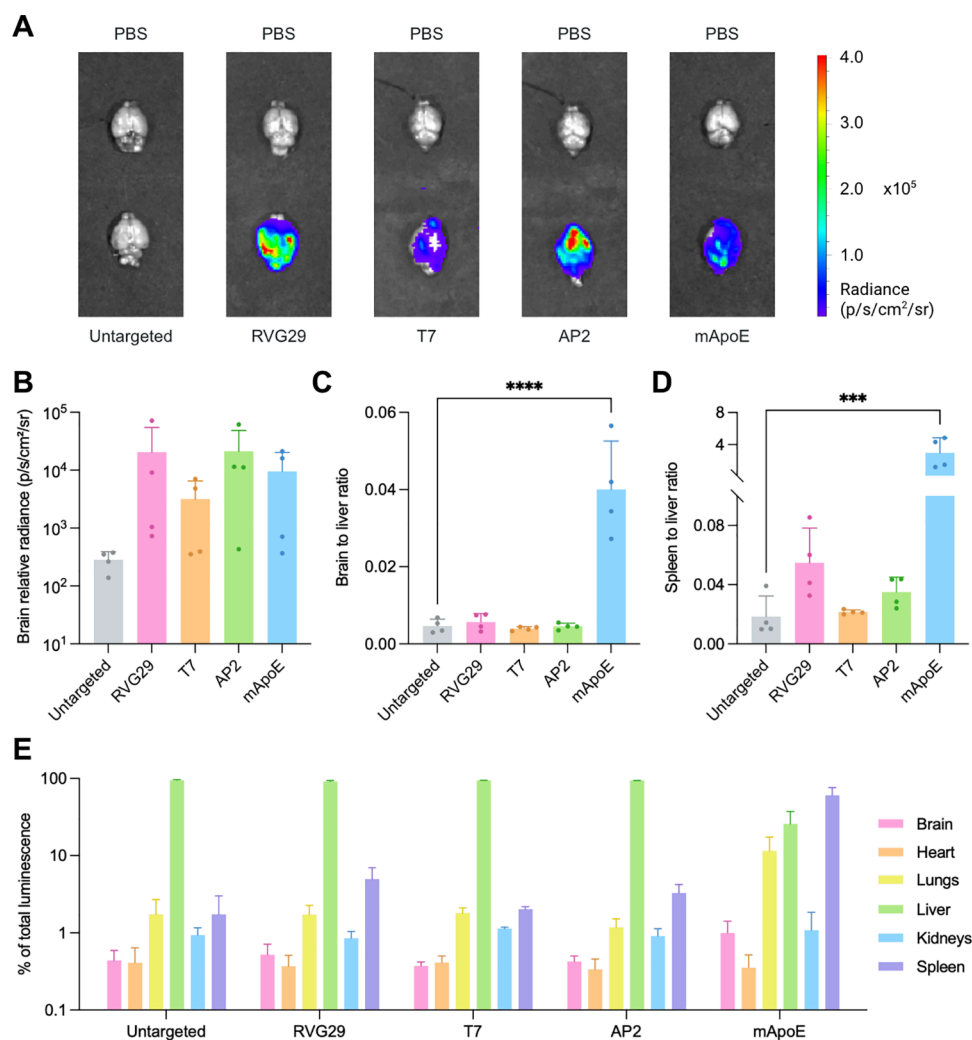 A
PBS PBS PBS PBS PBS
4.0
3.0
2.0 x10⁵
1.0
Radiance
(p/s/cm²/sr)
Untargeted RVG29 T7 AP2 mApoE
B
Brain relative radiance (p/s/cm²/sr)
10⁵
10⁴
10³
10²
10¹
Untargeted RVG29 T7 AP2 mApoE
C
****
Brain to liver ratio
0.06
0.04
0.02
0.00
Untargeted RVG29 T7 AP2 mApoE
D
***
Spleen to liver ratio
8
4
0.08
0.04
0.00
Untargeted RVG29 T7 AP2 mApoE
E
% of total luminescence
100
10
1
0.1
Untargeted RVG29 T7 AP2 mApoE
Brain
Heart
Lungs
Liver
Kidneys
Spleen